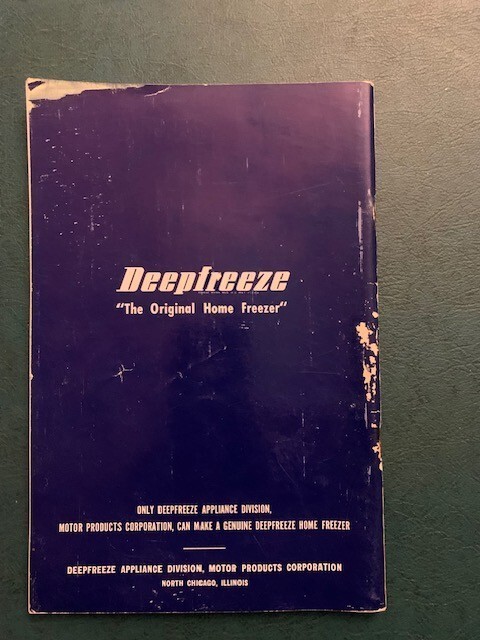 Deepfreeze
"The Original Home Freezer"
ONLY DEEPFREEZE APPLIANCE DIVISION,
MOTOR PRODUCTS CORPORATION, CAN MAKE A GENUINE DEEPFREEZE HOME FREEZER
DEEPFREEZE APPLIANCE DIVISION, MOTOR PRODUCTS CORPORATION
NORTH CHICAGO, ILLINOIS